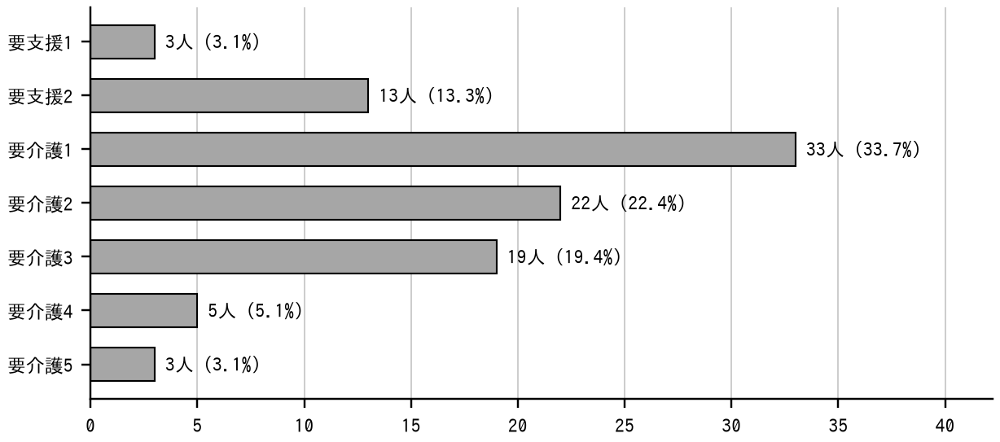 要支援1 3人 (3.1%)
要支援2 13人 (13.3%)
要介護1 33人 (33.7%)
要介護2 22人 (22.4%)
要介護3 19人 (19.4%)
要介護4 5人 (5.1%)
要介護5 3人 (3.1%)
0 5 10 15 20 25 30 35 40